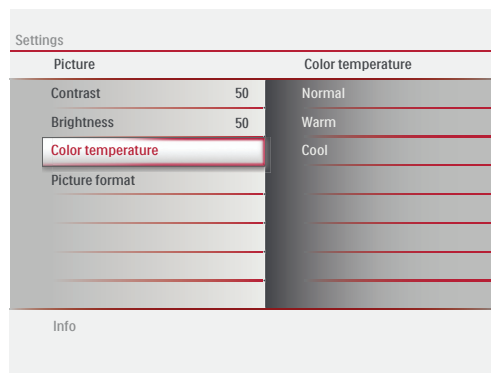 Settings
Picture
Color temperature
Contrast 50
Normal
Brightness 50
Warm
Color temperature
Cool
Picture format
Info